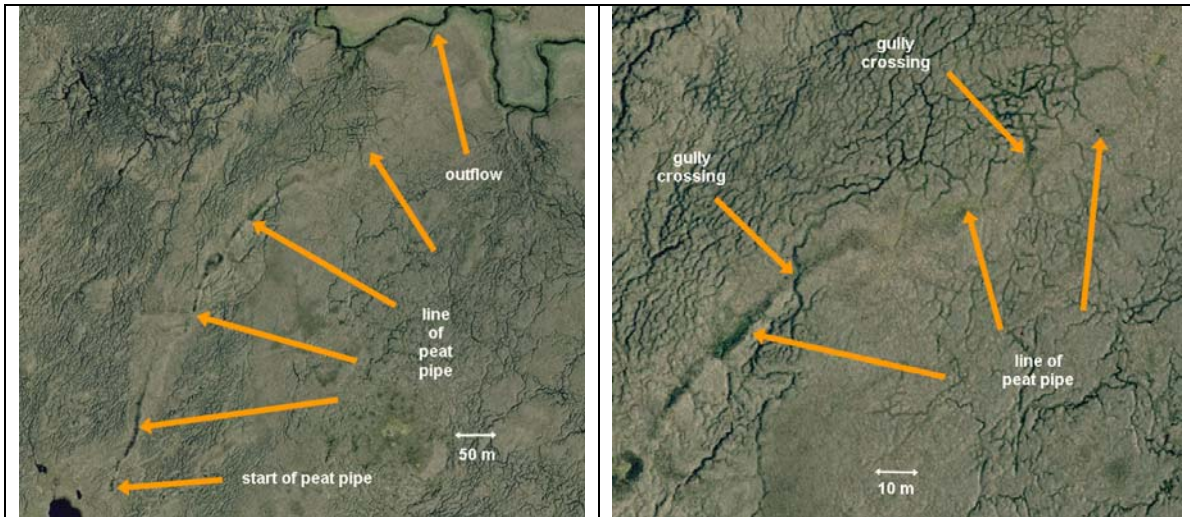 outflow
line
of
peat
pipe
50 m
start of peat pipe
gully
crossing
gully
crossing
line of
peat pipe
10 m